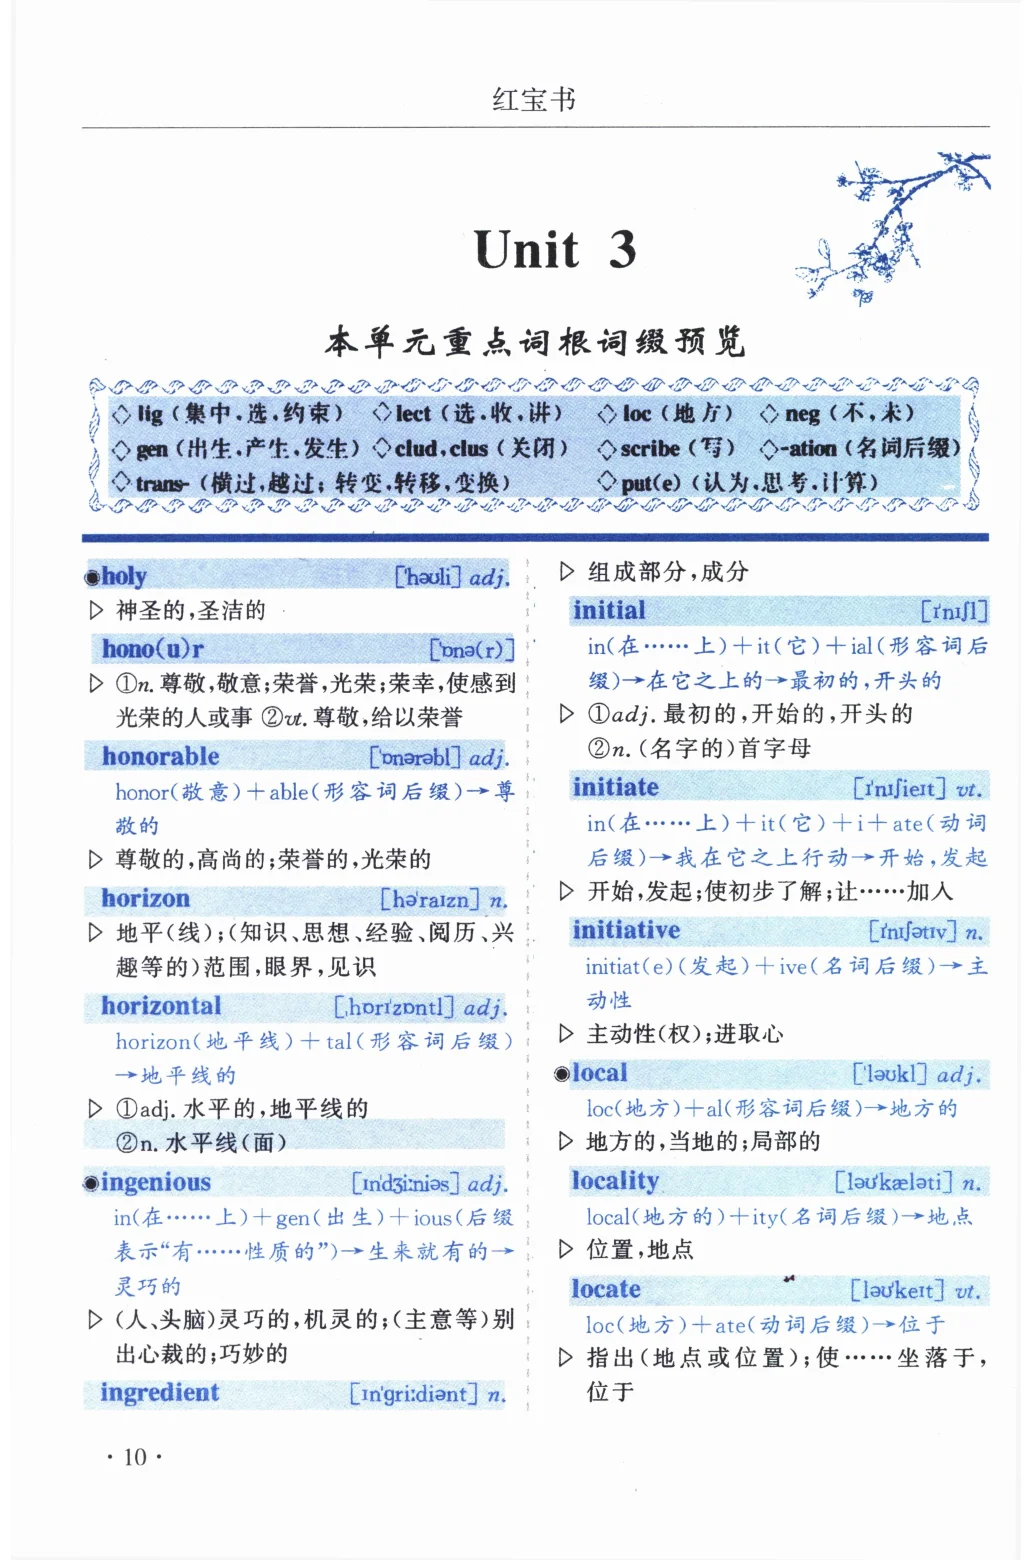 红宝书
Unit 3
本单元重点词根词缀预览
◇ lig (集中,选,约束) ◇ lect (选,收,讲) ◇ loc (地方) ◇ neg (不,未)
◇ gen (出生,产生,发生) ◇ clud, clus (关闭) ◇ scribe (写) ◇ -ation (名词后缀)
◇ trans- (横过,越过;转变,转移,变换) ◇ put(e) (认为,思考,计算)
◉holy ['həuli] adj.
▷ 神圣的,圣洁的
hono(u)r ['ɒnə(r)]
▷ ①n. 尊敬,敬意;荣誉,光荣;荣幸,使感到
光荣的人或事 ②vt. 尊敬,给以荣誉
honorable ['ɒnərəbl] adj.
honor(敬意)+able(形容词后缀)→尊
敬的
▷ 尊敬的,高尚的;荣誉的,光荣的
horizon [hə'raɪzn] n.
▷ 地平(线);(知识、思想、经验、阅历、兴
趣等的)范围,眼界,见识
horizontal [ˌhɒrɪ'zɒntl] adj.
horizon(地平线)+tal(形容词后缀)
→地平线的
▷ ①adj. 水平的,地平线的
②n. 水平线(面)
◉ingenious [ɪn'dʒiːniəs] adj.
in(在……上)+gen(出生)+ious(后缀
表示“有……性质的”)→生来就有的→
灵巧的
▷ (人、头脑)灵巧的,机灵的;(主意等)别
出心裁的;巧妙的
ingredient [ɪn'griːdiənt] n.
▷ 组成部分,成分
initial [ɪ'nɪʃl]
in(在……上)+it(它)+ial(形容词后
缀)→在它之上的→最初的,开头的
▷ ①adj. 最初的,开始的,开头的
②n. (名字的)首字母
initiate [ɪ'nɪʃieɪt] vt.
in(在……上)+it(它)+i+ate(动词
后缀)→我在它之上行动→开始,发起
▷ 开始,发起;使初步了解;让……加入
initiative [ɪ'nɪʃətɪv] n.
initiat(e)(发起)+ive(名词后缀)→主
动性
▷ 主动性(权);进取心
◉local ['ləʊkl] adj.
loc(地方)+al(形容词后缀)→地方的
▷ 地方的,当地的;局部的
locality [ləʊ'kæləti] n.
local(地方的)+ity(名词后缀)→地点
▷ 位置,地点
locate [ləʊ'keɪt] vt.
loc(地方)+ate(动词后缀)→位于
▷ 指出(地点或位置);使……坐落于,
位于
· 10 ·